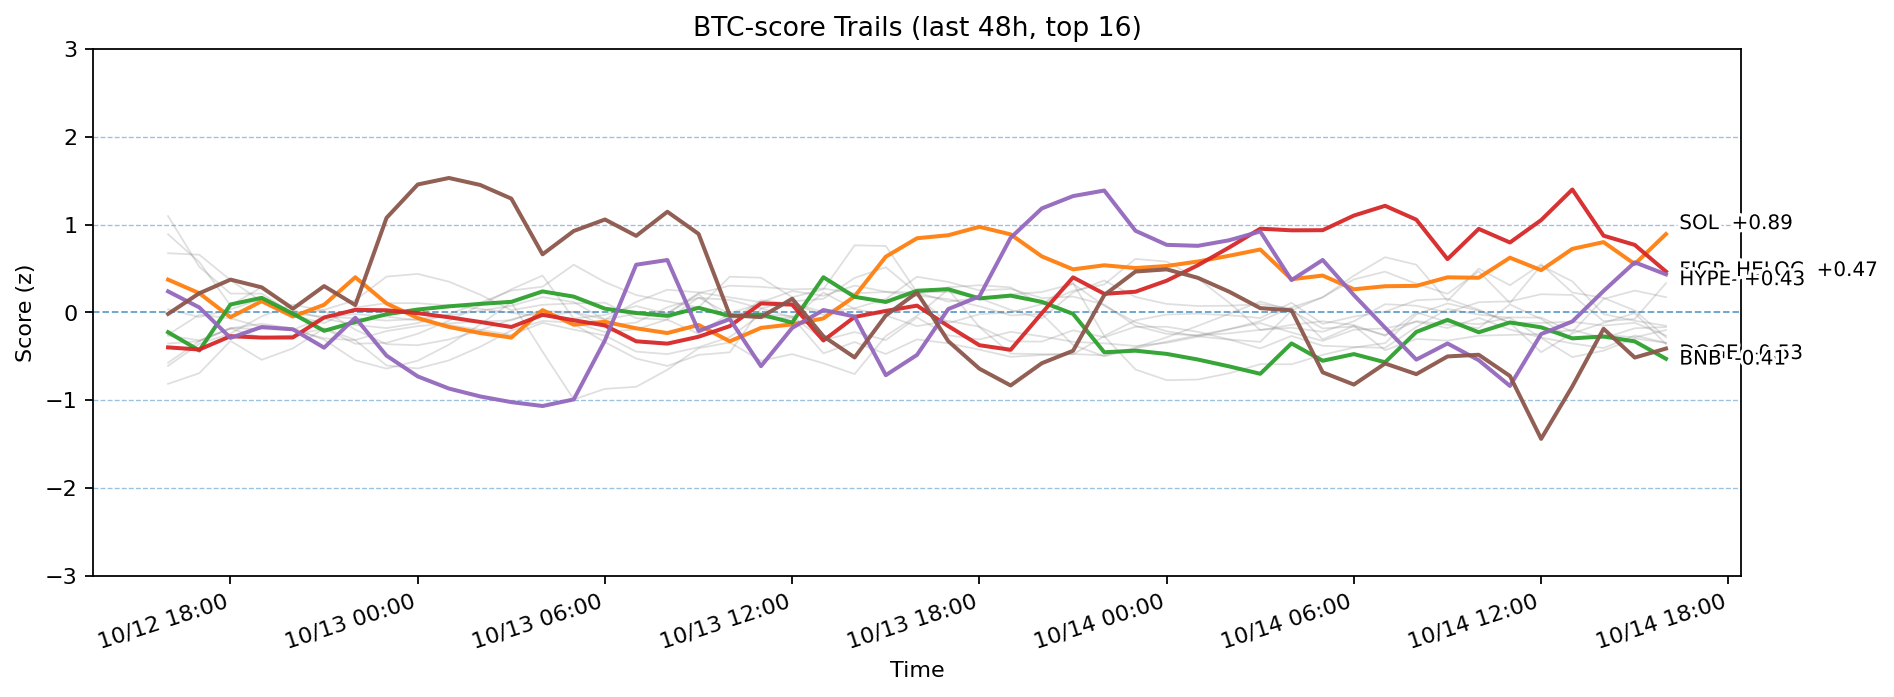 BTC-score Trails (last 48h, top 16)
Score (z)
3
2
1
0
−1
−2
−3
SOL +0.89
+0.47
HYPE +0.43
BNB -0.41
10/12 18:00
10/13 00:00
10/13 06:00
10/13 12:00
10/13 18:00
10/14 00:00
10/14 06:00
10/14 12:00
10/14 18:00
Time